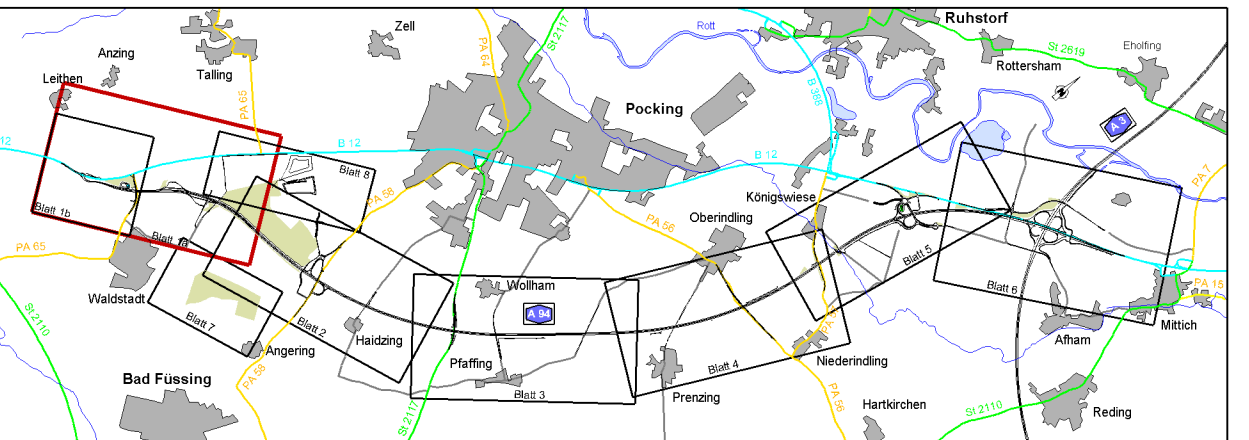 Ruhstorf
Zell
St 2117
Rott
St 2619
Eholfing
Anzing
Talling
PA 64
Rottersham
Leithen
B 388
N
PA 65
Pocking
A 3
12
B 12
B 12
Blatt 8
PA 7
PA 58
Königswiese
Blatt 1b
Oberindling
PA 56
Blatt 1a
PA 65
Blatt 5
Waldstadt
Wollham
Blatt 6
PA 15
St 2110
A 94
Mittich
Blatt 7
Blatt 2
Haidzing
Afham
Angering
Pfaffing
Blatt 4
Niederindling
PA 58
Bad Füssing
Blatt 3
Prenzing
PA 56
Hartkirchen
St 2110
Reding
St 2117